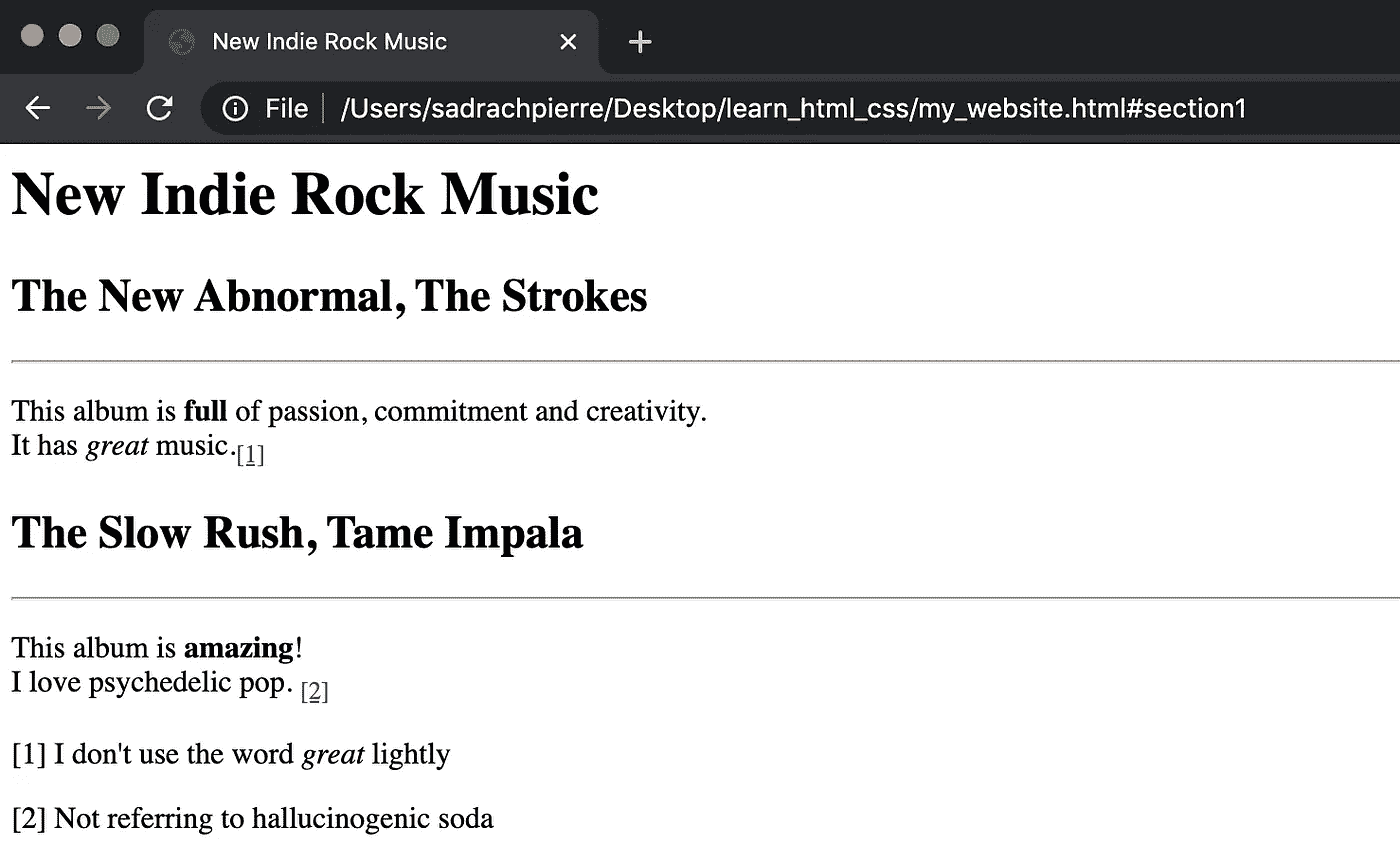 New Indie Rock Music
File /Users/sadrachpierre/Desktop/learn_html_css/my_website.html#section1
New Indie Rock Music
The New Abnormal, The Strokes
This album is full of passion, commitment and creativity.
It has great music.[1]
The Slow Rush, Tame Impala
This album is amazing!
I love psychedelic pop. [2]
[1] I don't use the word great lightly
[2] Not referring to hallucinogenic soda